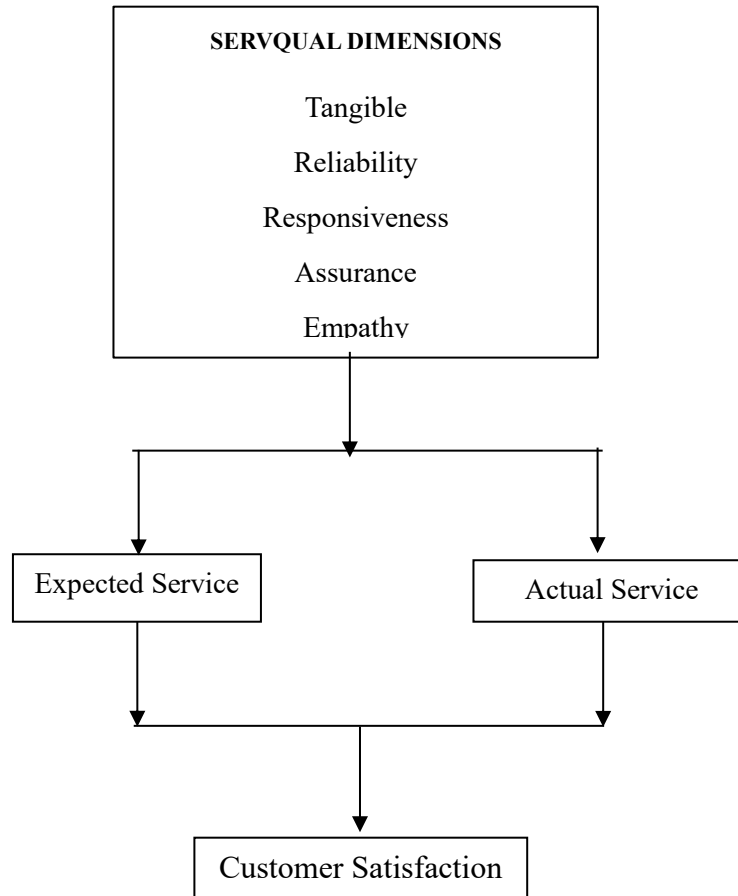 SERVQUAL DIMENSIONS
Tangible
Reliability
Responsiveness
Assurance
Empathy
Expected Service
Actual Service
Customer Satisfaction